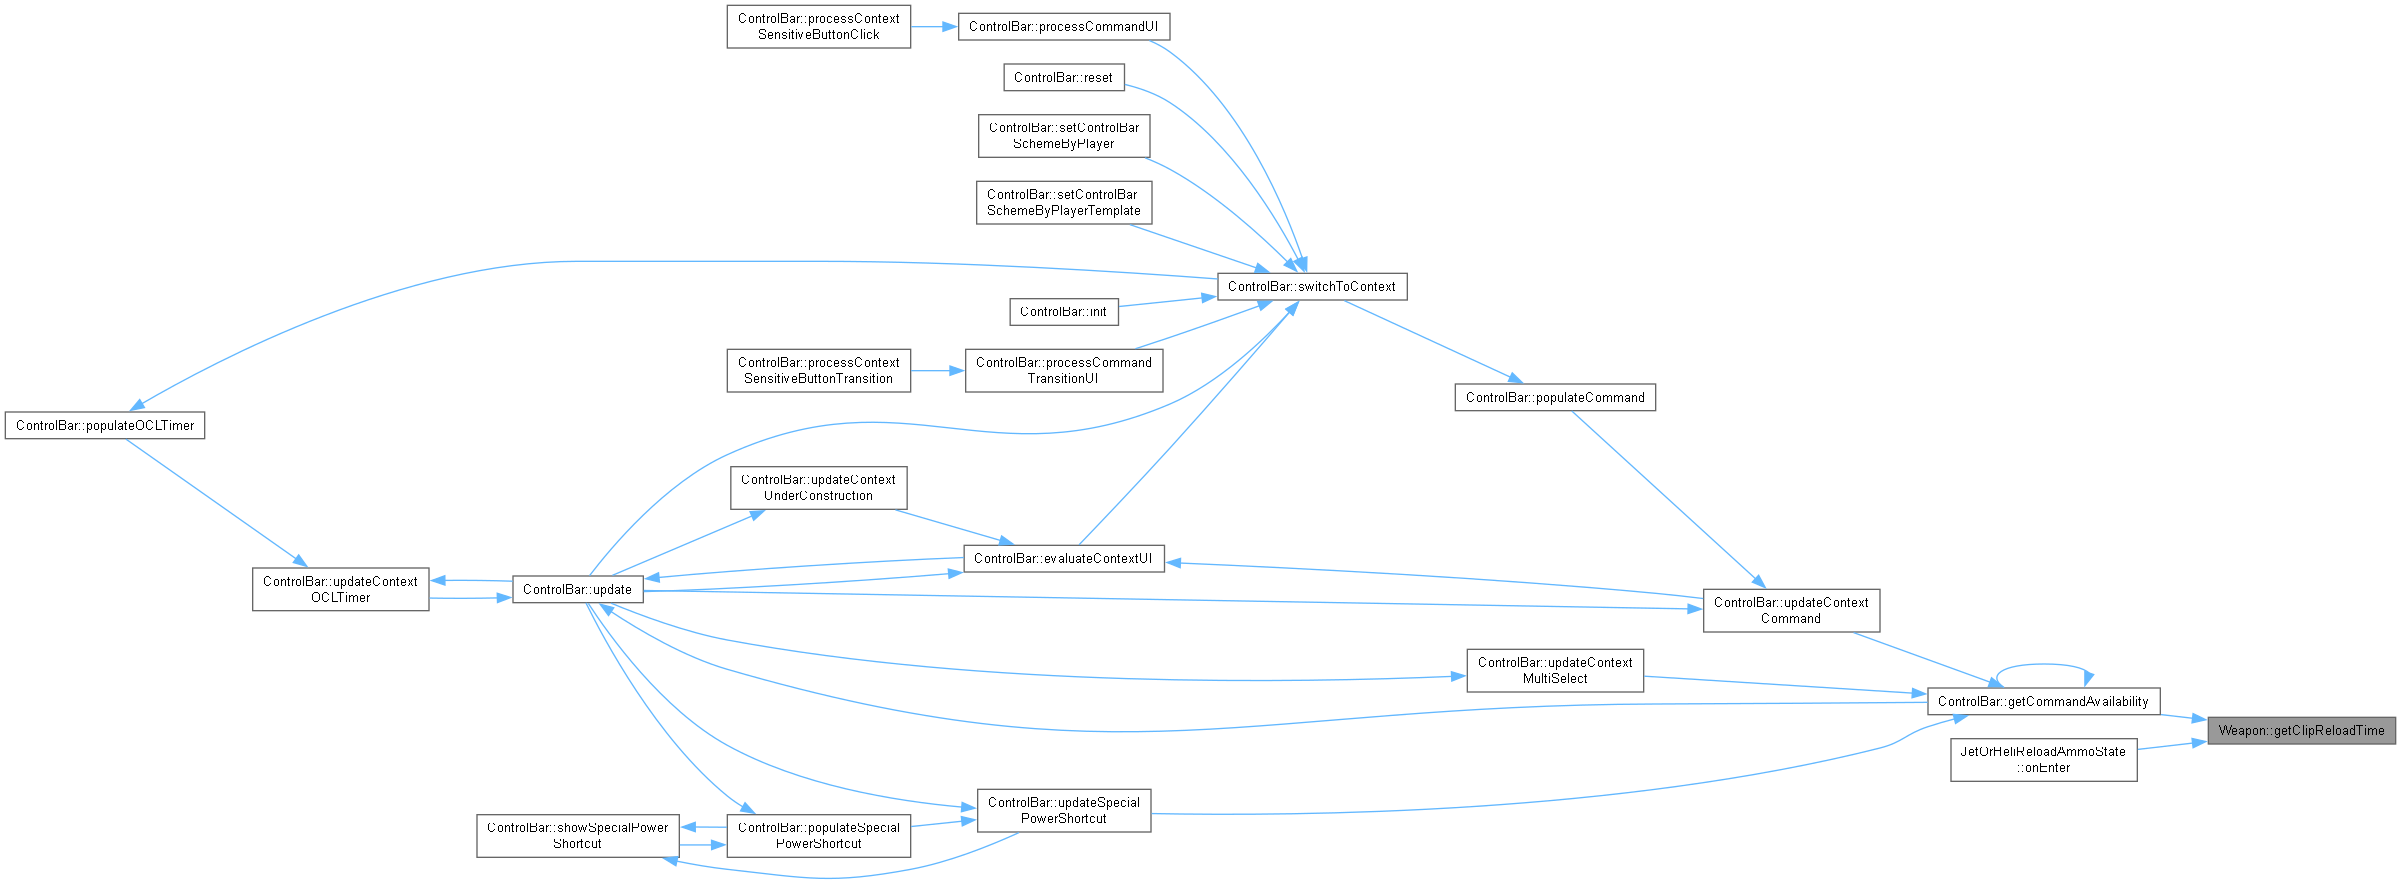 ControlBar::processContext
SensitiveButtonClick
ControlBar::processCommandUI
ControlBar::reset
ControlBar::setControlBar
SchemeByPlayer
ControlBar::setControlBar
SchemeByPlayerTemplate
ControlBar::switchToContext
ControlBar::init
ControlBar::processContext
SensitiveButtonTransition
ControlBar::processCommand
TransitionUI
ControlBar::populateCommand
ControlBar::populateOCLTimer
ControlBar::updateContext
UnderConstruction
ControlBar::evaluateContextUI
ControlBar::updateContext
OCLTimer
ControlBar::update
ControlBar::updateContext
Command
ControlBar::updateContext
MultiSelect
ControlBar::getCommandAvailability
Weapon::getClipReloadTime
JetOrHeliReloadAmmoState
::onEnter
ControlBar::updateSpecial
PowerShortcut
ControlBar::showSpecialPower
Shortcut
ControlBar::populateSpecial
PowerShortcut